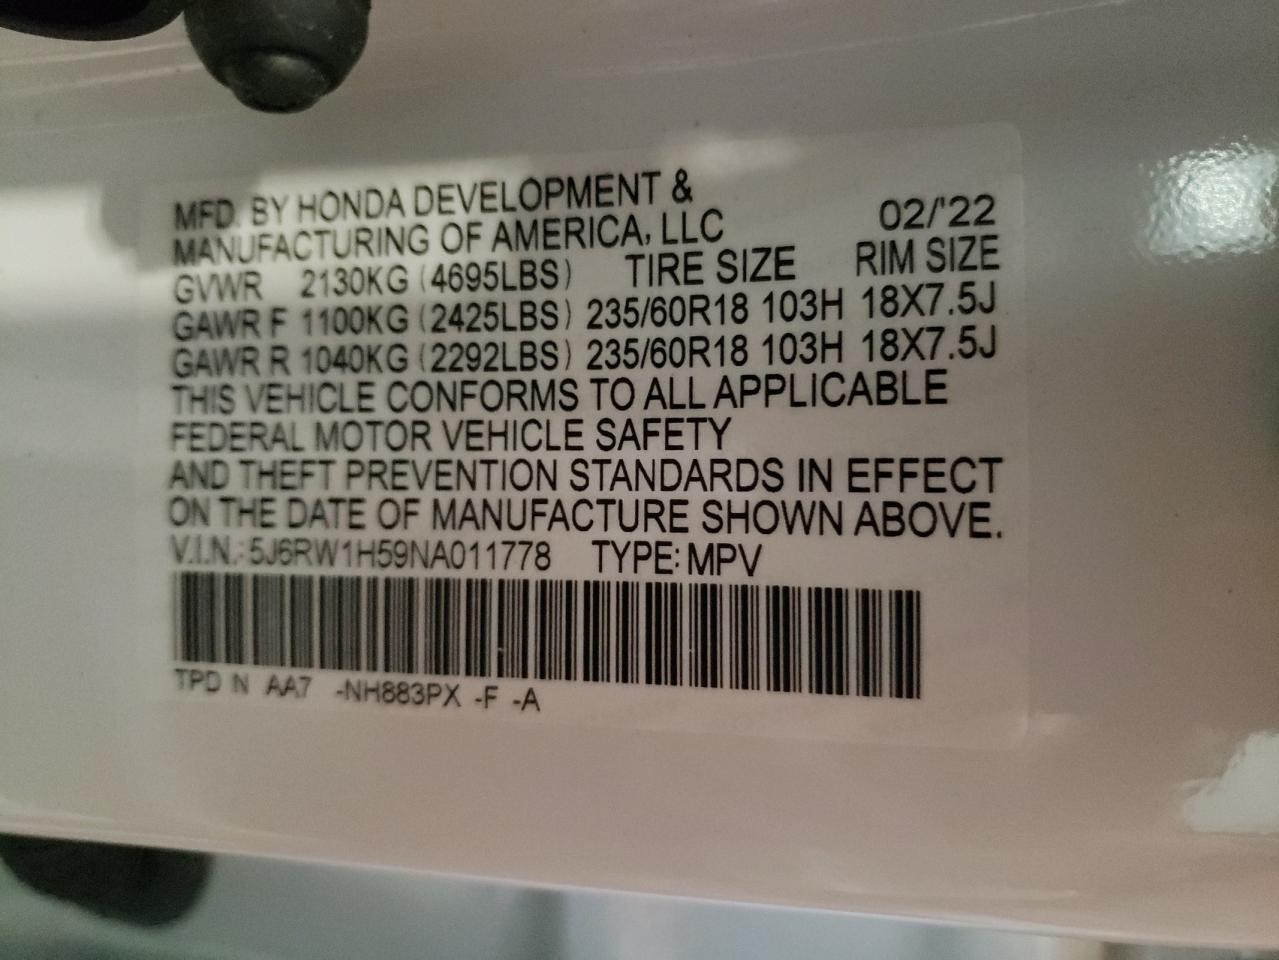 MFD. BY HONDA DEVELOPMENT &
MANUFACTURING OF AMERICA, LLC 02/'22
GVWR 2130KG (4695LBS) TIRE SIZE RIM SIZE
GAWR F 1100KG (2425LBS) 235/60R18 103H 18X7.5J
GAWR R 1040KG (2292LBS) 235/60R18 103H 18X7.5J
THIS VEHICLE CONFORMS TO ALL APPLICABLE
FEDERAL MOTOR VEHICLE SAFETY
AND THEFT PREVENTION STANDARDS IN EFFECT
ON THE DATE OF MANUFACTURE SHOWN ABOVE.
V.I.N.: 5J6RW1H59NA011778 TYPE: MPV
TPD N AA7 -NH883PX -F -A